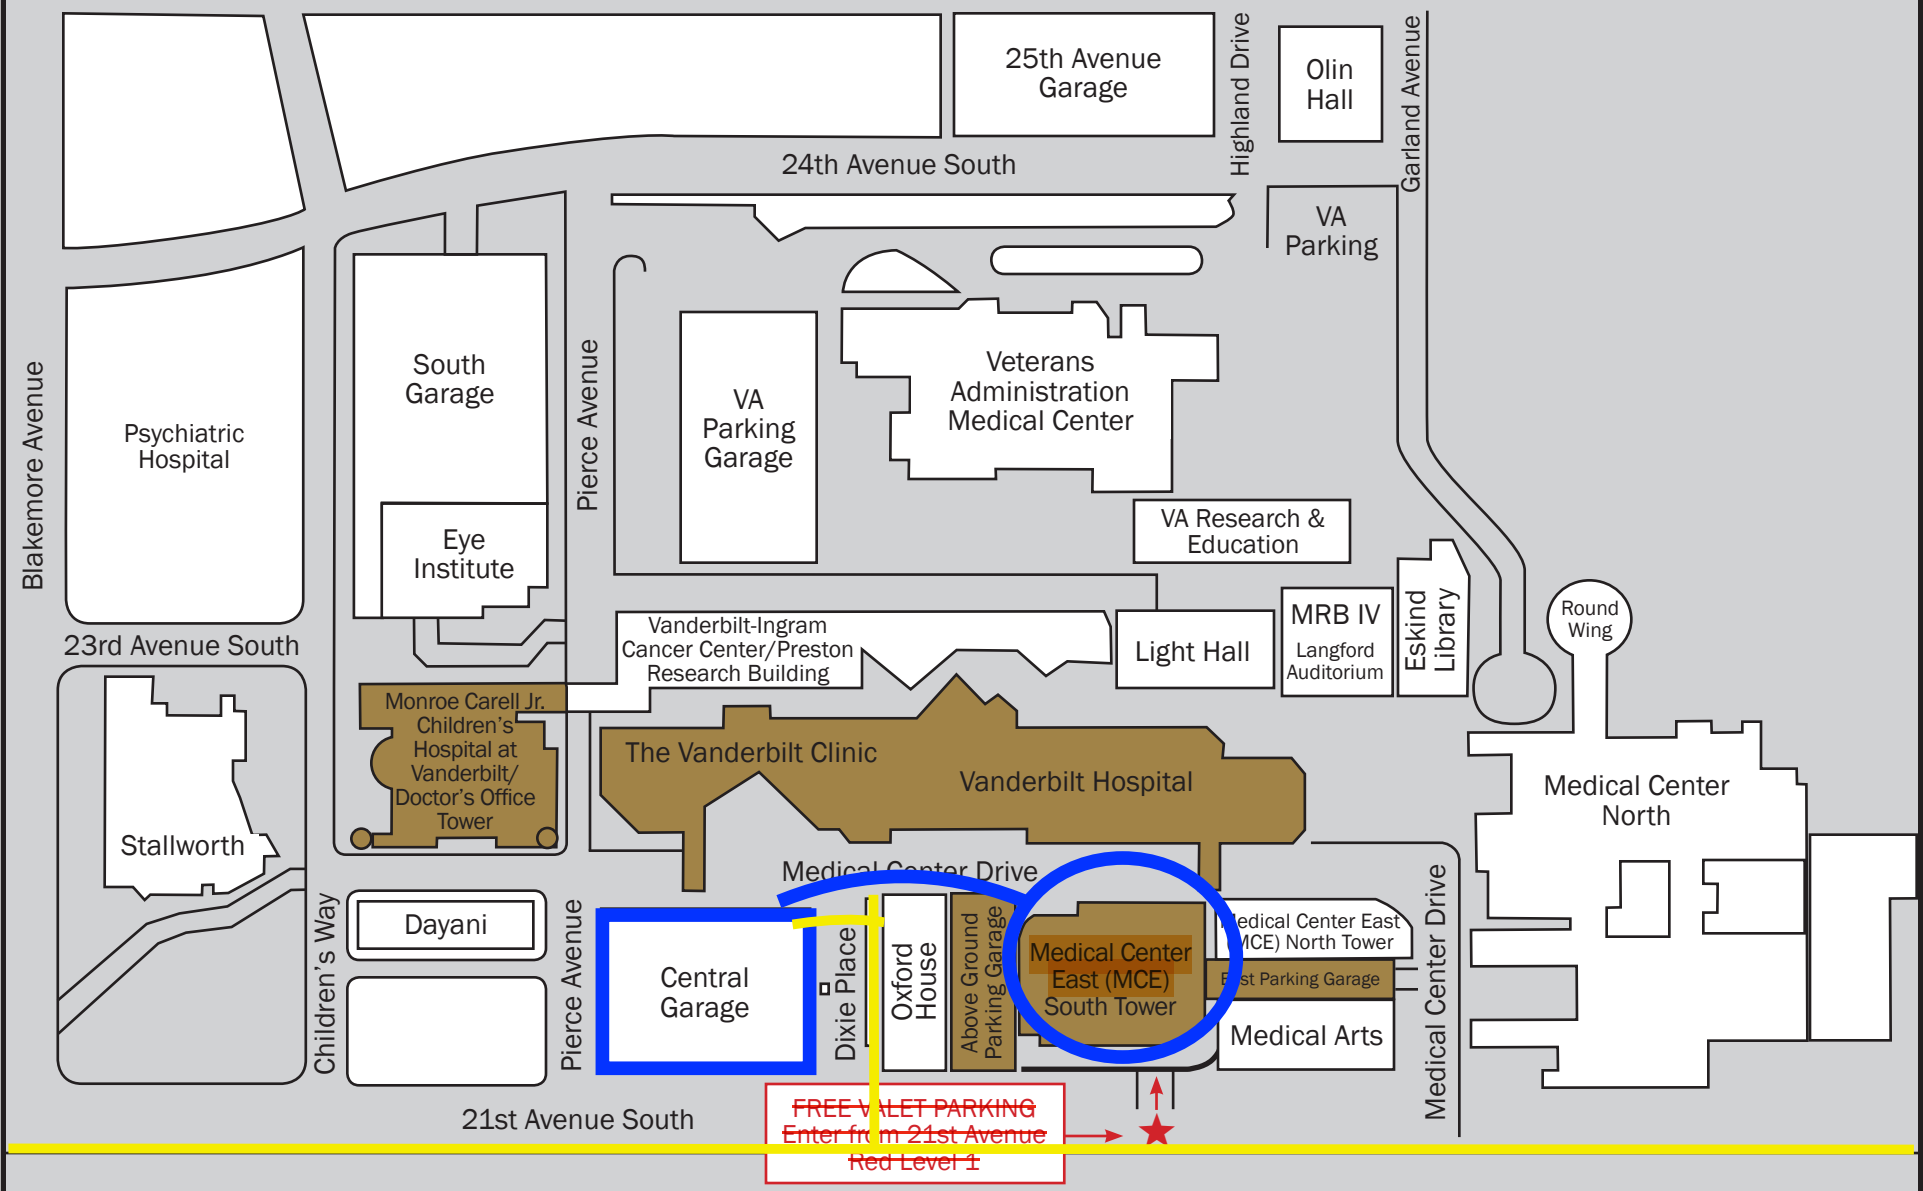 25th Avenue
Garage
Highland Drive
Olin
Hall
Garland Avenue
24th Avenue South
VA
Parking
South
Garage
Pierce Avenue
VA
Parking
Garage
Veterans
Administration
Medical Center
Blakemore Avenue
Psychiatric
Hospital
Eye
Institute
VA Research &
Education
23rd Avenue South
Vanderbilt-Ingram
Cancer Center/Preston
Research Building
Light Hall
MRB IV
Langford
Auditorium
Eskind
Library
Round
Wing
Monroe Carell Jr.
Children's
Hospital at
Vanderbilt/
Doctor's Office
Tower
The Vanderbilt Clinic
Vanderbilt Hospital
Medical Center
North
Stallworth
Medical Center Drive
Children's Way
Dayani
Pierce Avenue
Central
Garage
Dixie Place
Oxford
House
Above Ground
Parking Garage
Medical Center
East (MCE)
South Tower
Medical Center East
(MCE) North Tower
East Parking Garage
Medical Arts
Medical Center Drive
21st Avenue South
FREE VALET PARKING
Enter from 21st Avenue
Red Level 1